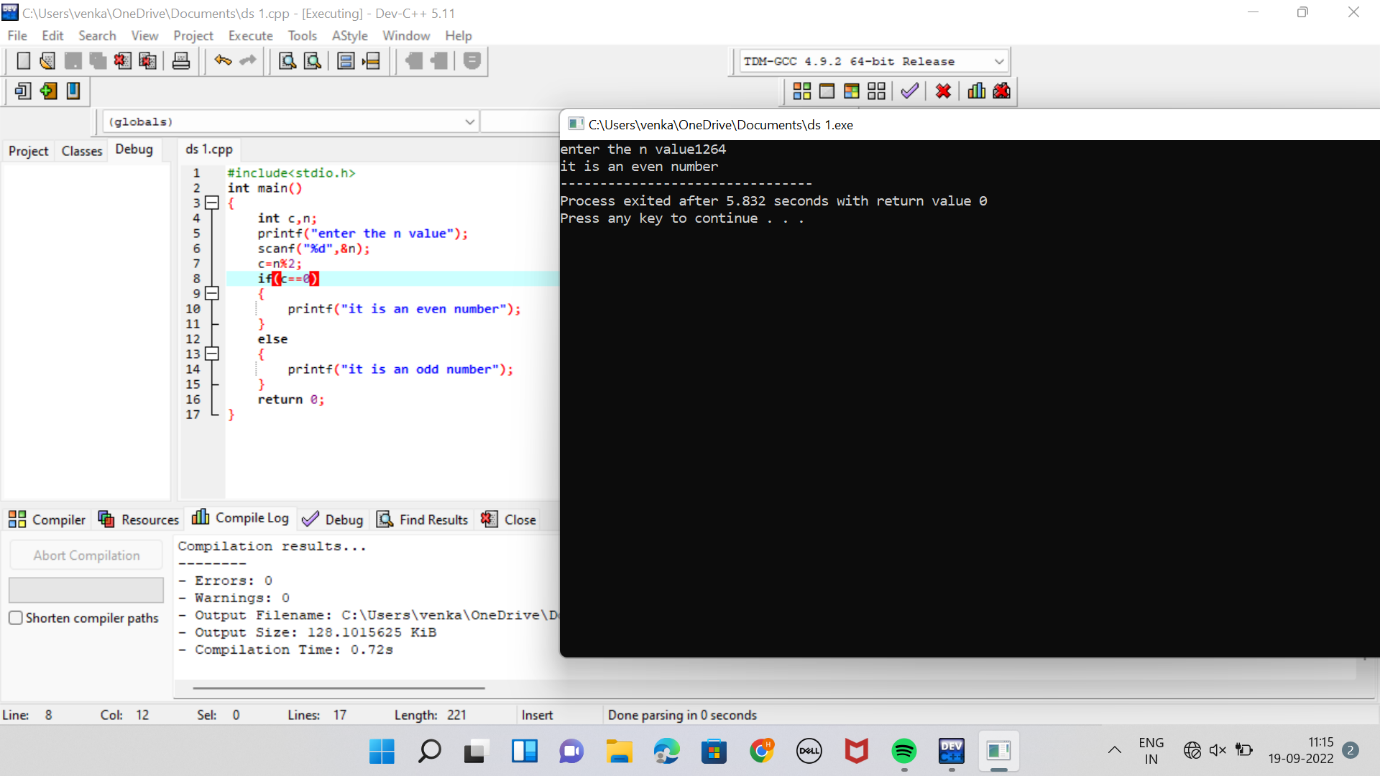 C:\Users\venka\OneDrive\Documents\ds 1.cpp - [Executing] - Dev-C++ 5.11
File Edit Search View Project Execute Tools AStyle Window Help
TDM-GCC 4.9.2 64-bit Release
(globals)
Project Classes Debug
ds 1.cpp
1 #include<stdio.h>
2 int main()
3 {
4 int c,n;
5 printf("enter the n value");
6 scanf("%d",&n);
7 c=n%2;
8 if(c==0)
9 {
10 printf("it is an even number");
11 }
12 else
13 {
14 printf("it is an odd number");
15 }
16 return 0;
17 }
C:\Users\venka\OneDrive\Documents\ds 1.exe
enter the n value1264
it is an even number
--------------------------------
Process exited after 5.832 seconds with return value 0
Press any key to continue . . .
Compiler Resources Compile Log Debug Find Results Close
Abort Compilation
Shorten compiler paths
Compilation results...
--------
- Errors: 0
- Warnings: 0
- Output Filename: C:\Users\venka\OneDrive\D
- Output Size: 128.1015625 KiB
- Compilation Time: 0.72s
Line: 8 Col: 12 Sel: 0 Lines: 17 Length: 221 Insert Done parsing in 0 seconds
DELL
DEV
ENG
IN
11:15
19-09-2022
2